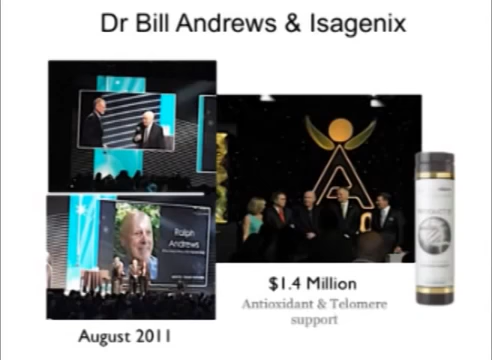 Dr Bill Andrews & Isagenix
Ralph
Andrews
$1.4 Million
Antioxidant & Telomere
support
August 2011